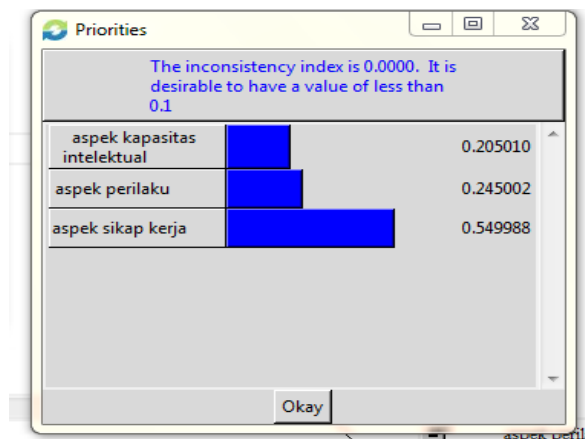 Priorities
The inconsistency index is 0.0000. It is
desirable to have a value of less than
0.1
aspek kapasitas
intelektual
0.205010
aspek perilaku
0.245002
aspek sikap kerja
0.549988
Okay